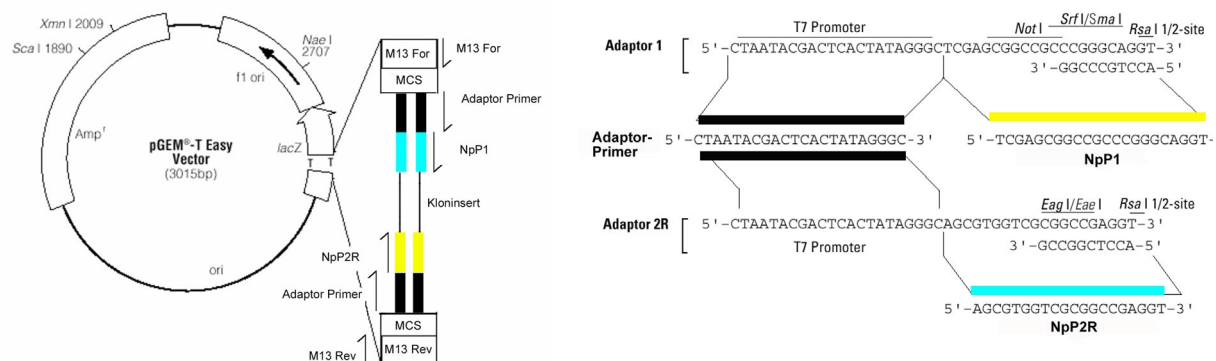 Xmn I 2009
Sca I 1890
Nae I
2707
f1 ori
Amp r
pGEM®-T Easy
Vector
(3015bp)
lacZ
T T
ori
M13 For
M13 For
MCS
Adaptor Primer
NpP1
Kloninsert
NpP2R
Adaptor Primer
MCS
M13 Rev
M13 Rev
T7 Promoter
Not I
Srf I/Sma I
Rsa I 1/2-site
Adaptor 1
5'-CTAATACGACTCACTATAGGGCTCGAGCGGCCGCCCGGGCAGGT-3'
3'-GGCCCGTCCA-5'
Adaptor-
Primer
5'-CTAATACGACTCACTATAGGGC-3'
5'-TCGAGCGGCCGCCCGGGCAGGT-
NpP1
Eag I/Eae I
Rsa I 1/2-site
Adaptor 2R
5'-CTAATACGACTCACTATAGGGCAGCGTGGTCGCGGCCGAGGT-3'
T7 Promoter
3'-GCCGGCTCCA-5'
5'-AGCGTGGTCGCGGCCGAGGT-3'
NpP2R